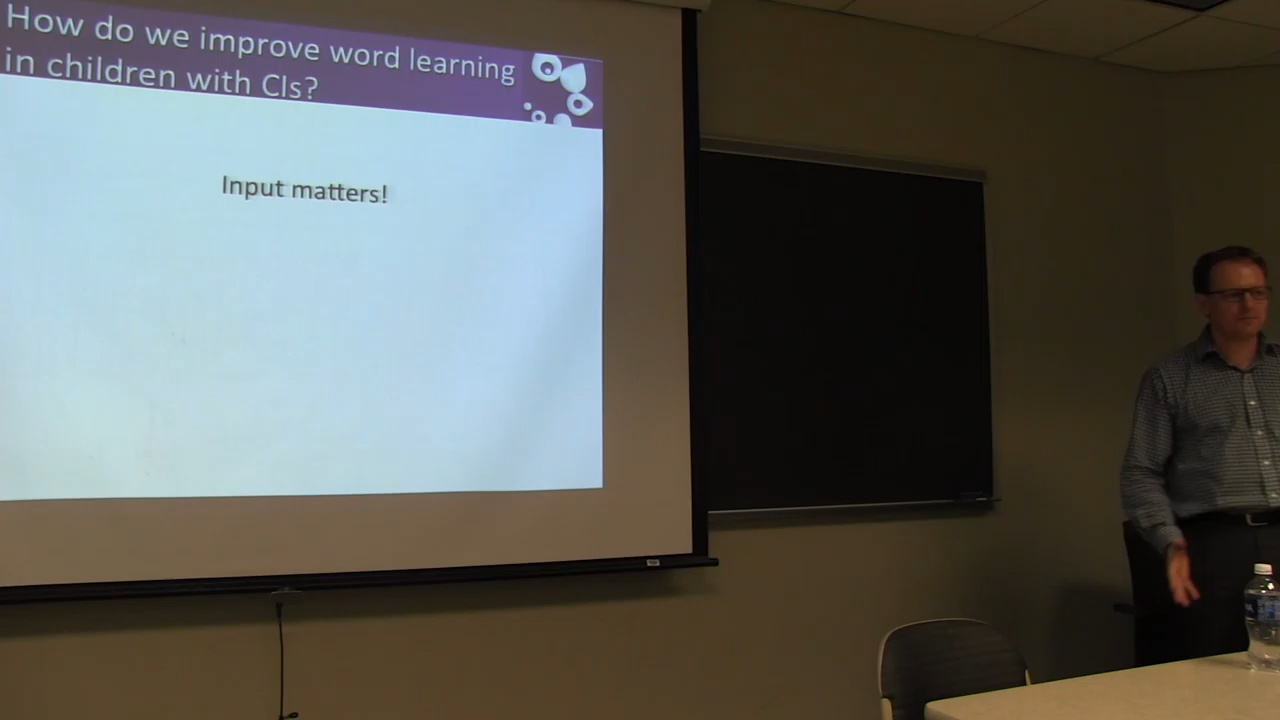 How do we improve word learning
in children with CIs?
Input matters!